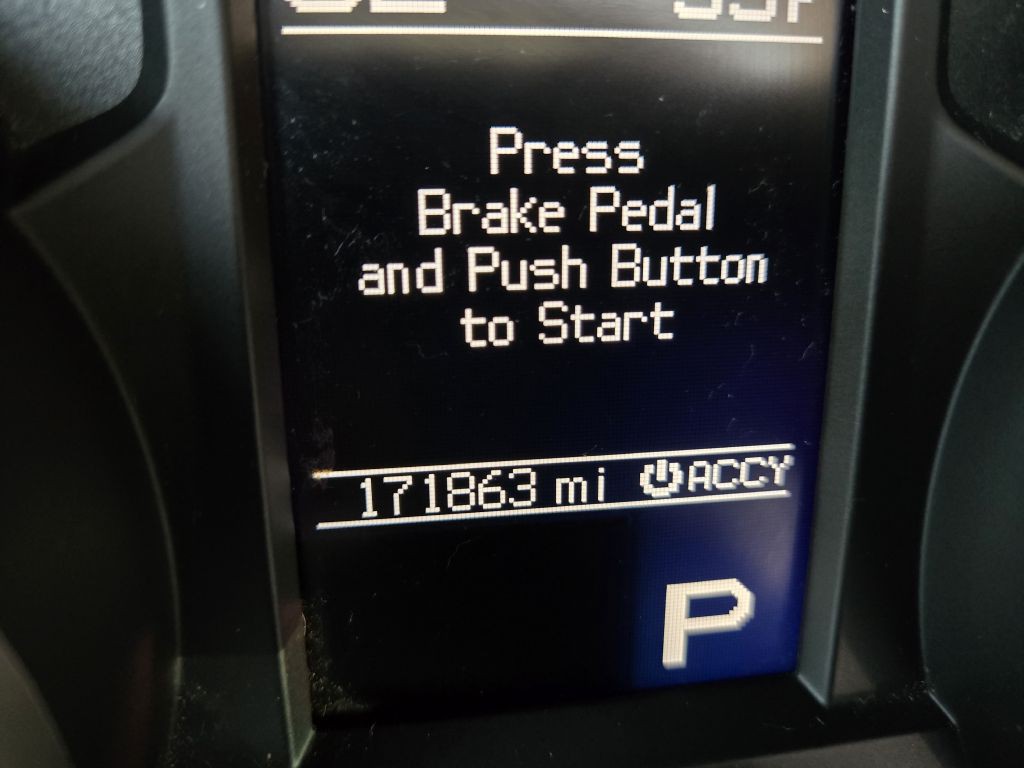 Press
Brake Pedal
and Push Button
to Start
171863 mi ACCY
P